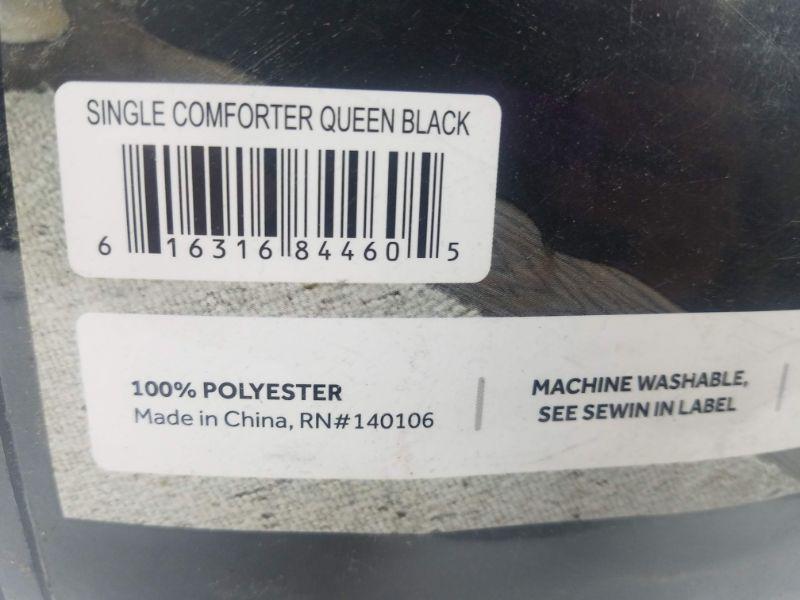 SINGLE COMFORTER QUEEN BLACK
6 16316 84460 5
100% POLYESTER
Made in China, RN#140106
MACHINE WASHABLE,
SEE SEWIN IN LABEL